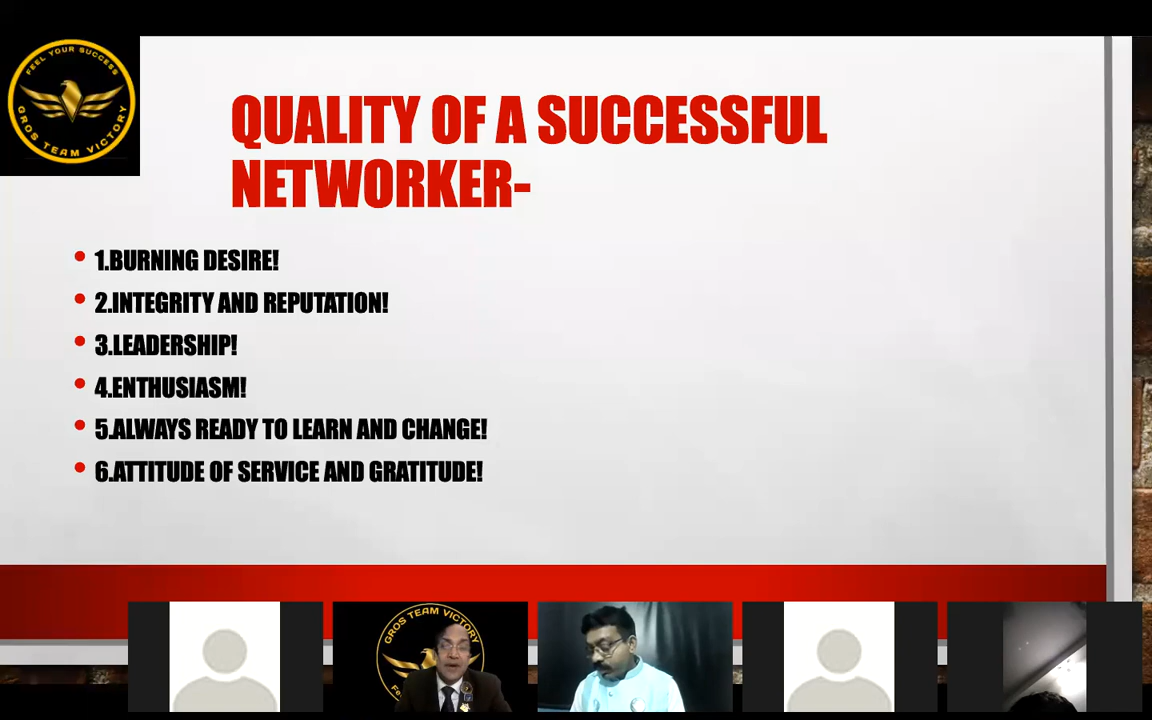 FEEL YOUR SUCCESS
GROS TEAM VICTORY
QUALITY OF A SUCCESSFUL
NETWORKER-
• 1.BURNING DESIRE!
• 2.INTEGRITY AND REPUTATION!
• 3.LEADERSHIP!
• 4.ENTHUSIASM!
• 5.ALWAYS READY TO LEARN AND CHANGE!
• 6.ATTITUDE OF SERVICE AND GRATITUDE!
GROS TEAM VICTORY